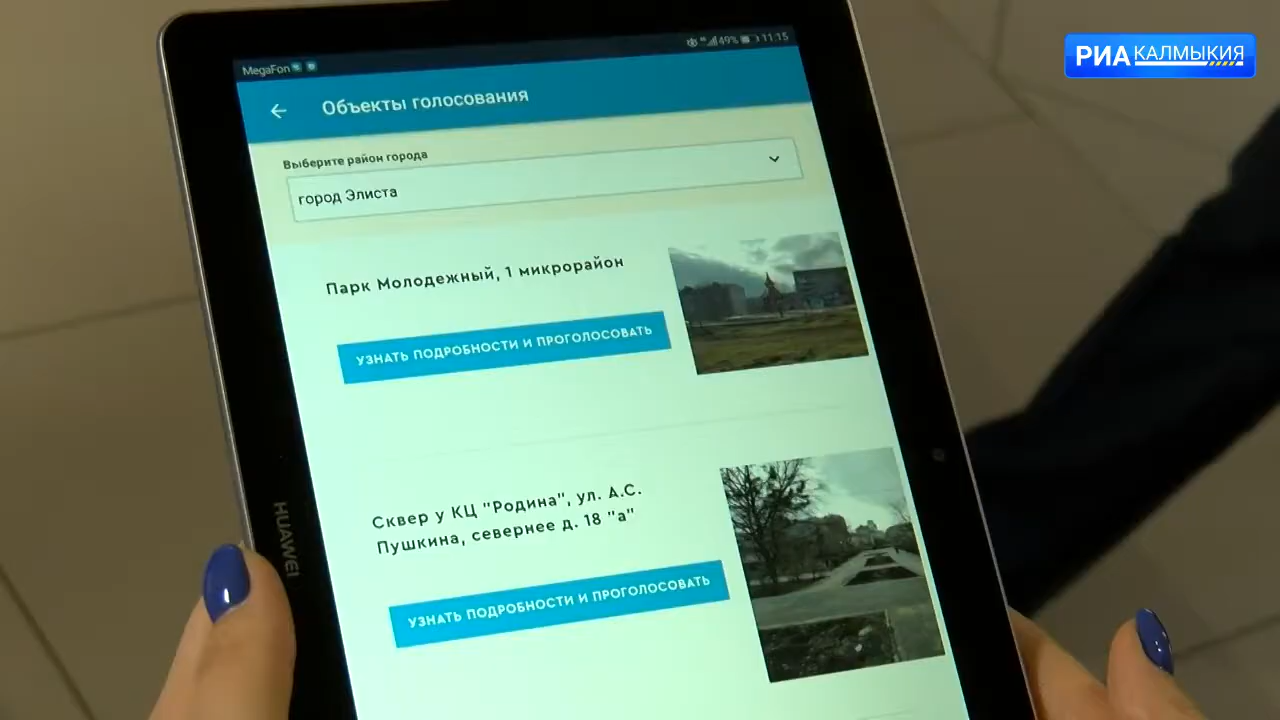 РИА КАЛМЫКИЯ
MegaFon
49% 11:15
Объекты голосования
Выберите район города
город Элиста
Парк Молодежный, 1 микрорайон
УЗНАТЬ ПОДРОБНОСТИ И ПРОГОЛОСОВАТЬ
Сквер у КЦ "Родина", ул. А.С.
Пушкина, севернее д. 18 "а"
УЗНАТЬ ПОДРОБНОСТИ И ПРОГОЛОСОВАТЬ
HUAWEI